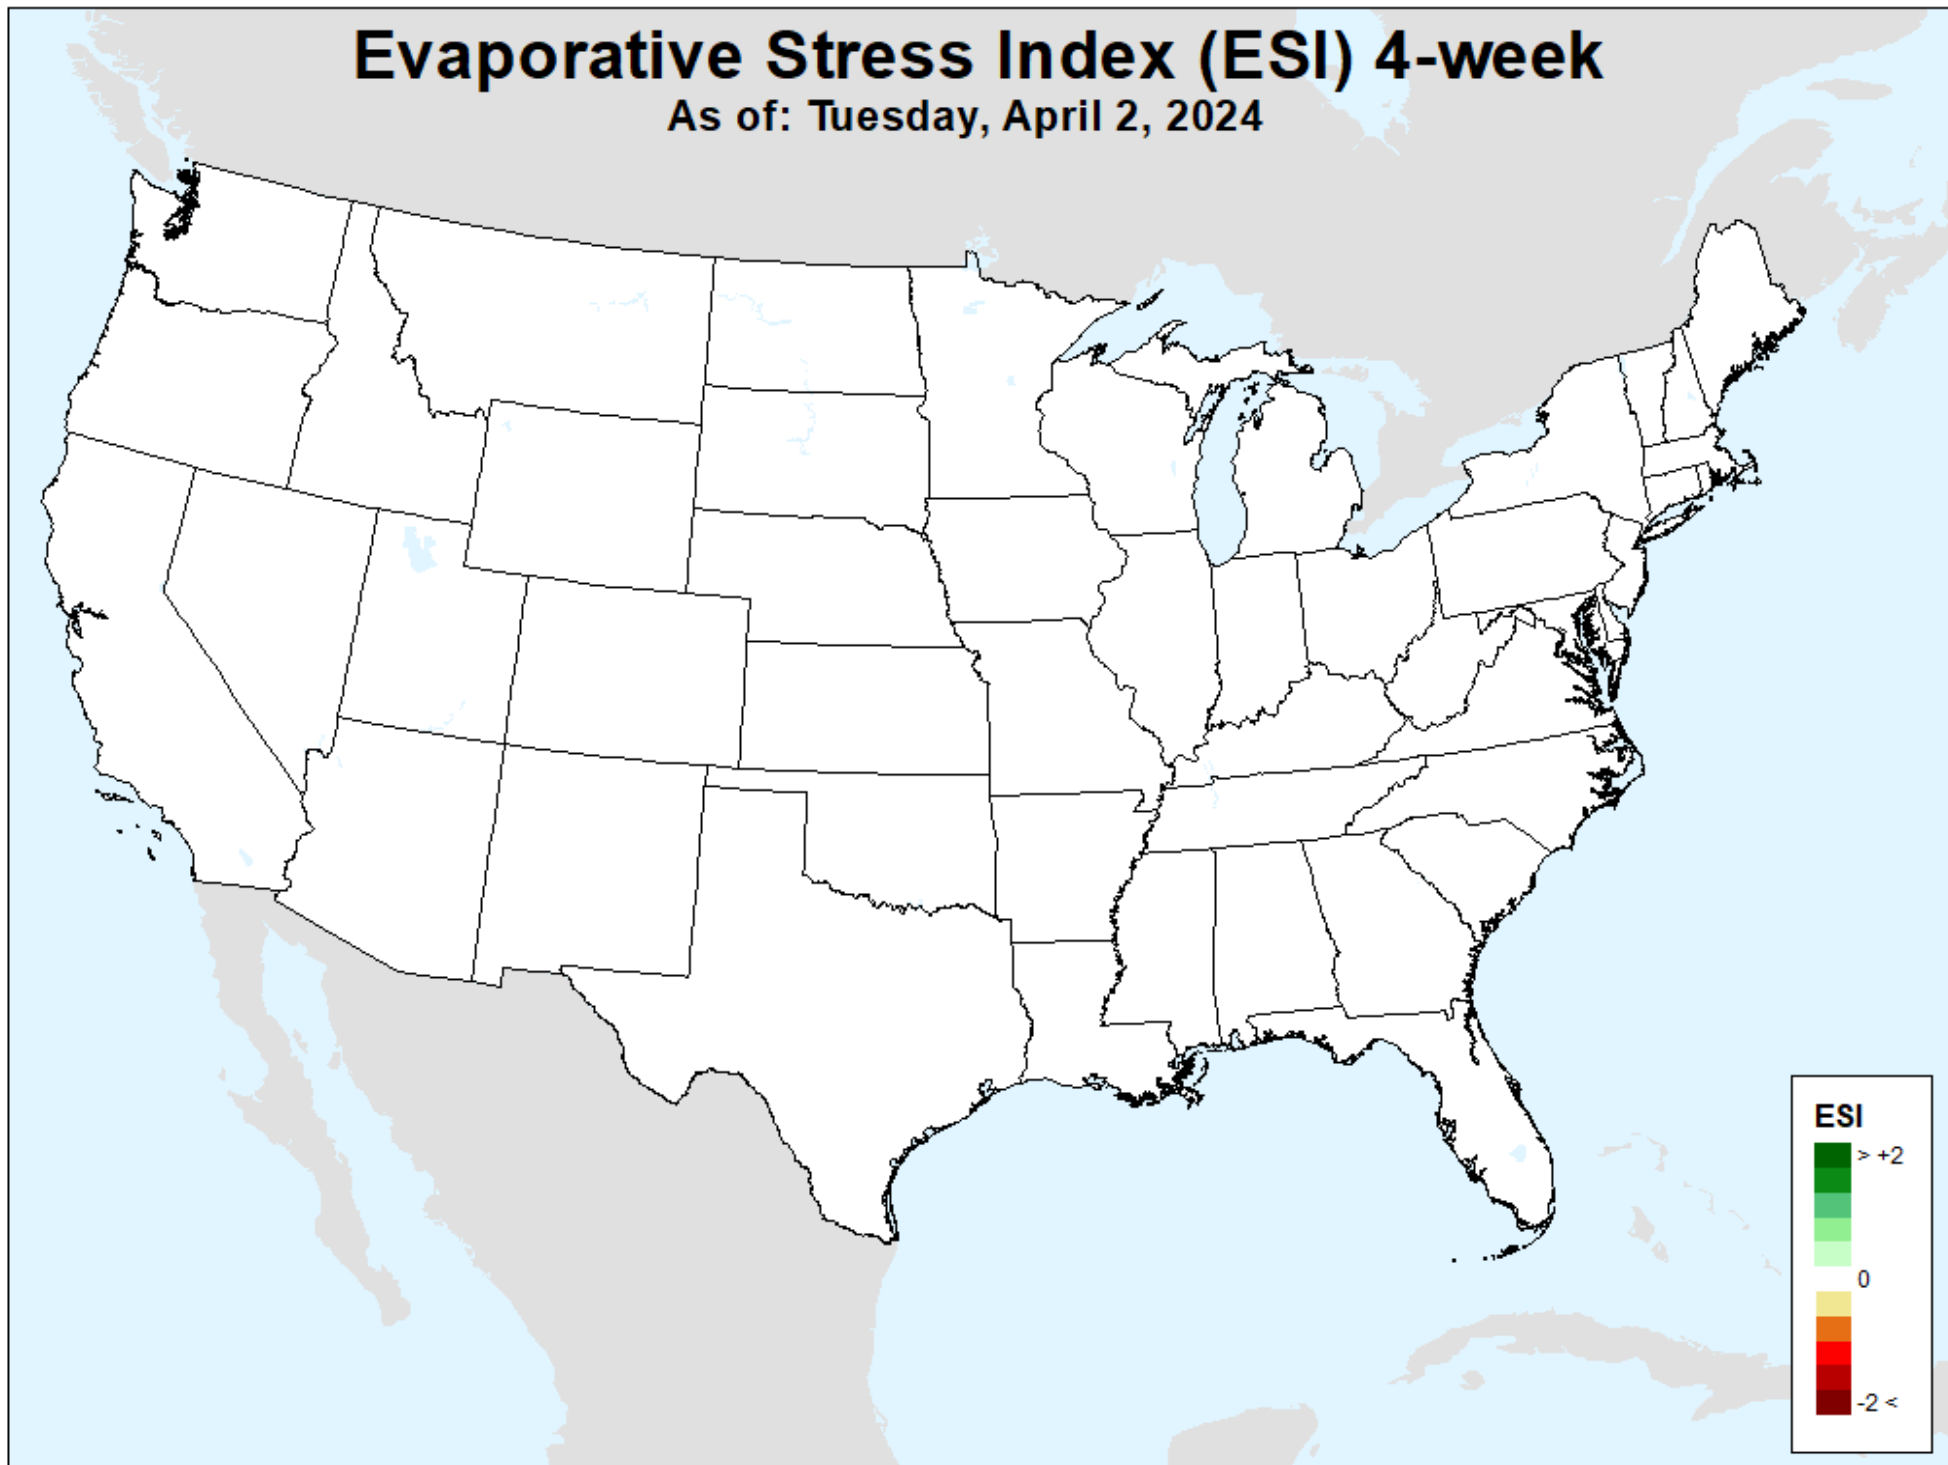 Evaporative Stress Index (ESI) 4-week
As of: Tuesday, April 2, 2024
ESI
> +2
0
-2 <